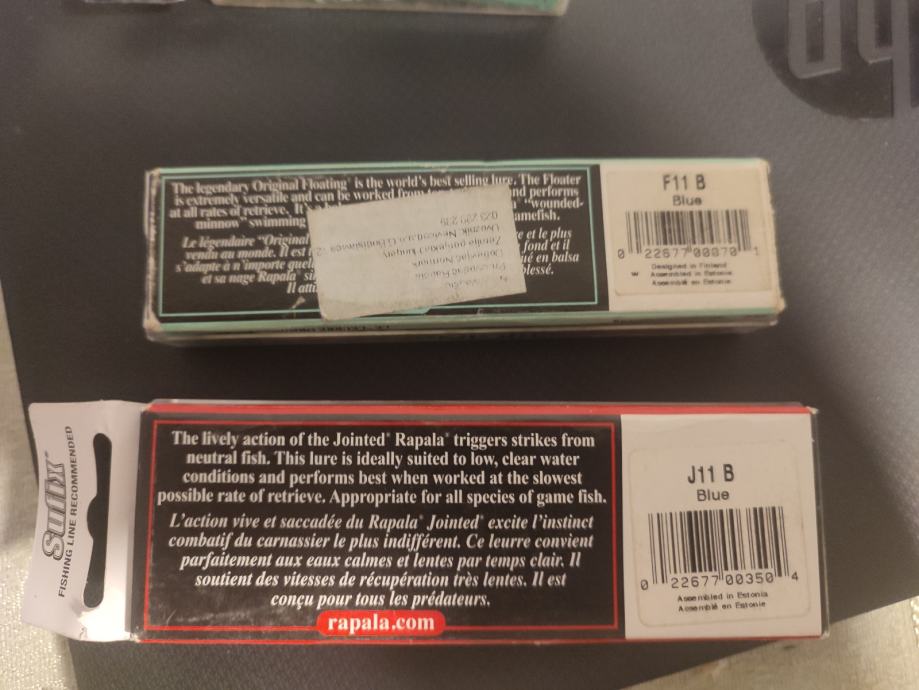 The legendary Original Floating® is the world's best selling lure. The Floater
is extremely versatile and can be worked from and performs
at all rates of retrieve. It's "wounded-
minnow" swimming gamefish.
Le légendaire "Original et le plus
vendu au monde. Il est fond et il
s'adapte à n'importe quelle en balsa
et sa nage Rapala blessé.
Il
F11 B
Blue
0 22677 00070 1
Designed in Finland
w Assembled in Estonia
Assemblé en Estonie
023 239 239
hp
Sufix®
FISHING LINE RECOMMENDED
The lively action of the Jointed® Rapala® triggers strikes from
neutral fish. This lure is ideally suited to low, clear water
conditions and performs best when worked at the slowest
possible rate of retrieve. Appropriate for all species of game fish.
L'action vive et saccadée du Rapala® Jointed® excite l'instinct
combatif du carnassier le plus indifférent. Ce leurre convient
parfaitement aux eaux calmes et lentes par temps clair. Il
soutient des vitesses de récupération très lentes. Il est
conçu pour tous les prédateurs.
rapala.com
J11 B
Blue
0 22677 00350 4
Assembled in Estonia
Assemblé en Estonie